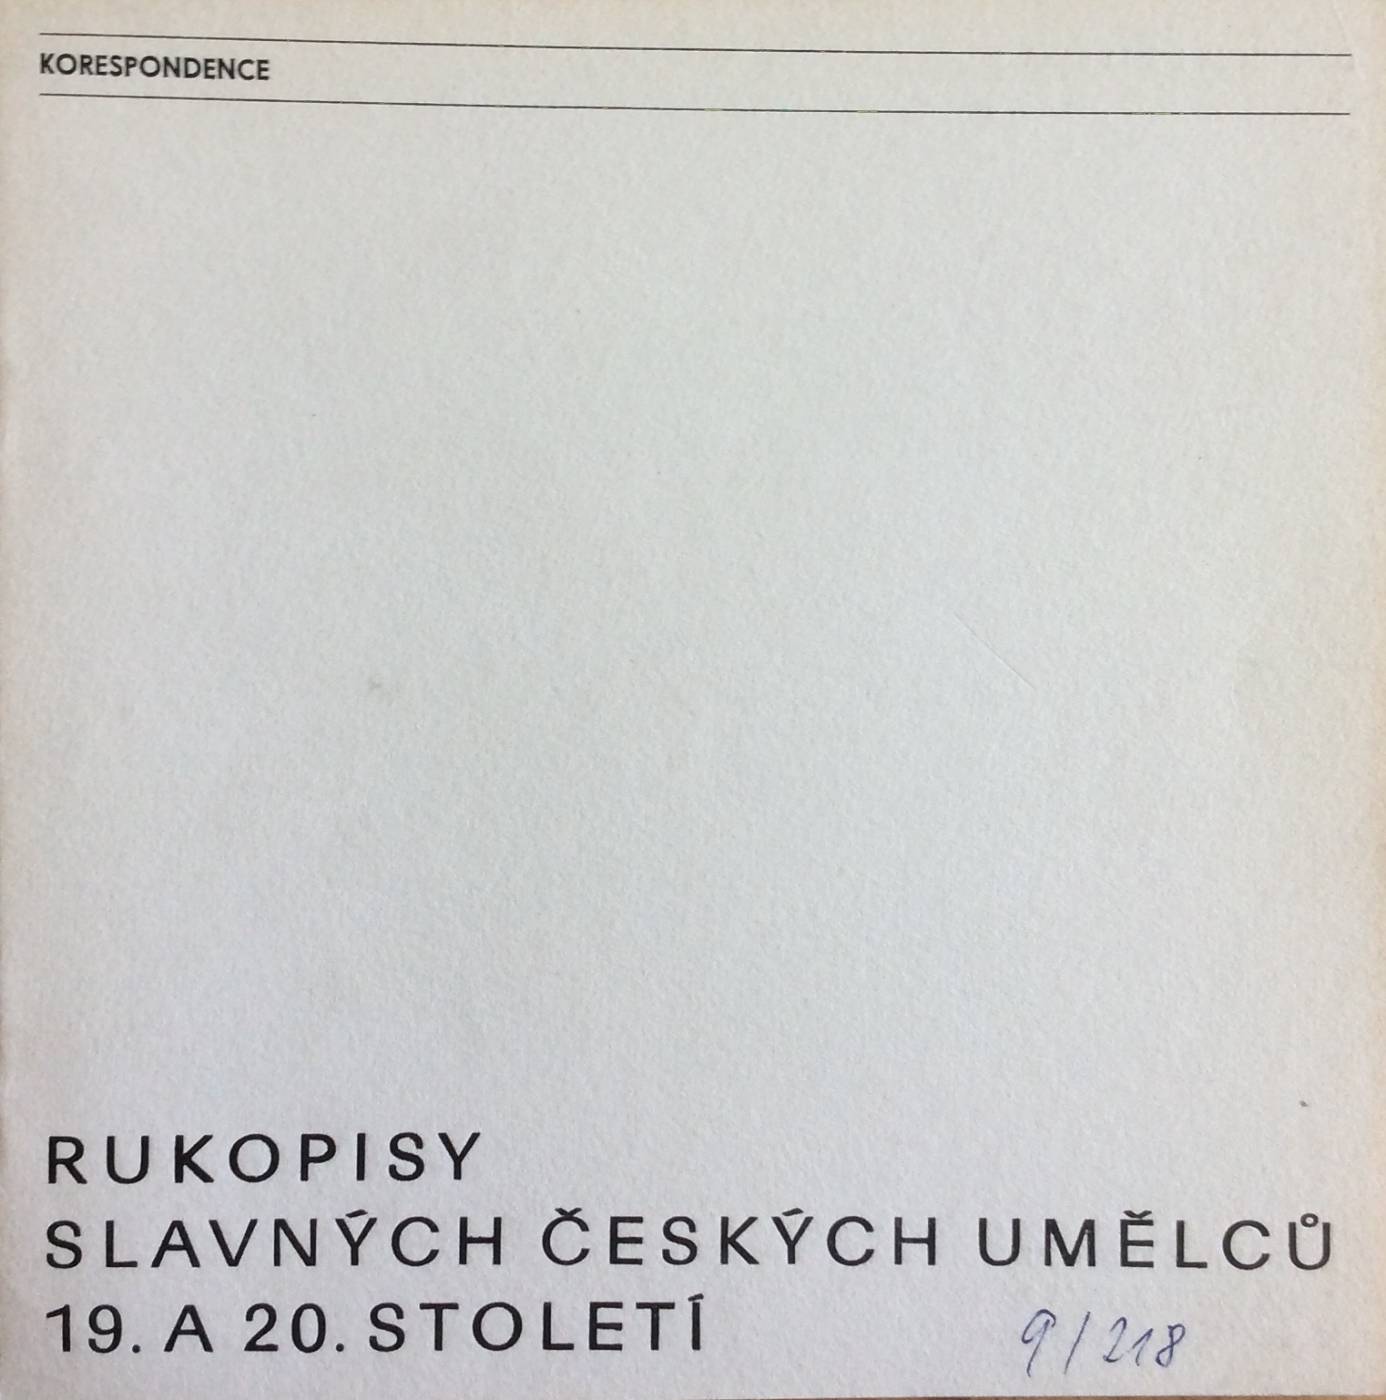 KORESPONDENCE
RUKOPISY
SLAVNÝCH ČESKÝCH UMĚLCŮ
19. A 20. STOLETÍ
9/218